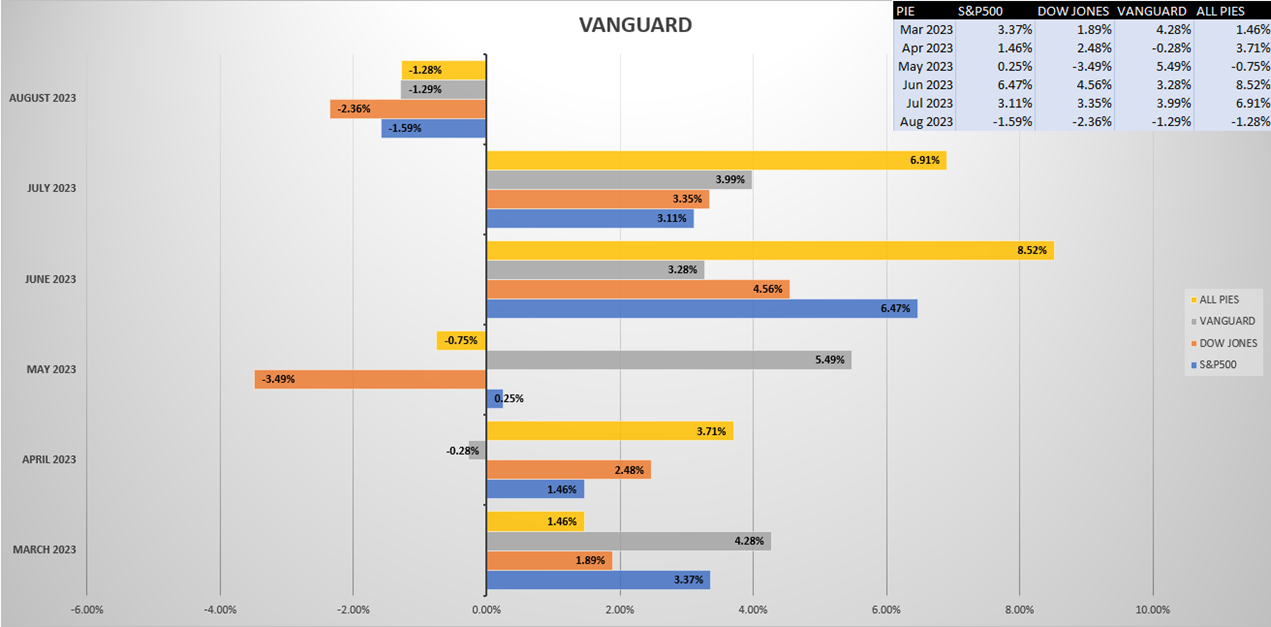 VANGUARD
PIE S&P500 DOW JONES VANGUARD ALL PIES
Mar 2023 3.37% 1.89% 4.28% 1.46%
Apr 2023 1.46% 2.48% -0.28% 3.71%
May 2023 0.25% -3.49% 5.49% -0.75%
Jun 2023 6.47% 4.56% 3.28% 8.52%
Jul 2023 3.11% 3.35% 3.99% 6.91%
Aug 2023 -1.59% -2.36% -1.29% -1.28%
AUGUST 2023
-1.28%
-1.29%
-2.36%
-1.59%
JULY 2023
6.91%
3.99%
3.35%
3.11%
JUNE 2023
8.52%
3.28%
4.56%
6.47%
MAY 2023
-0.75%
5.49%
-3.49%
0.25%
APRIL 2023
3.71%
-0.28%
2.48%
1.46%
MARCH 2023
1.46%
4.28%
1.89%
3.37%
-6.00% -4.00% -2.00% 0.00% 2.00% 4.00% 6.00% 8.00% 10.00%
ALL PIES
VANGUARD
DOW JONES
S&P500